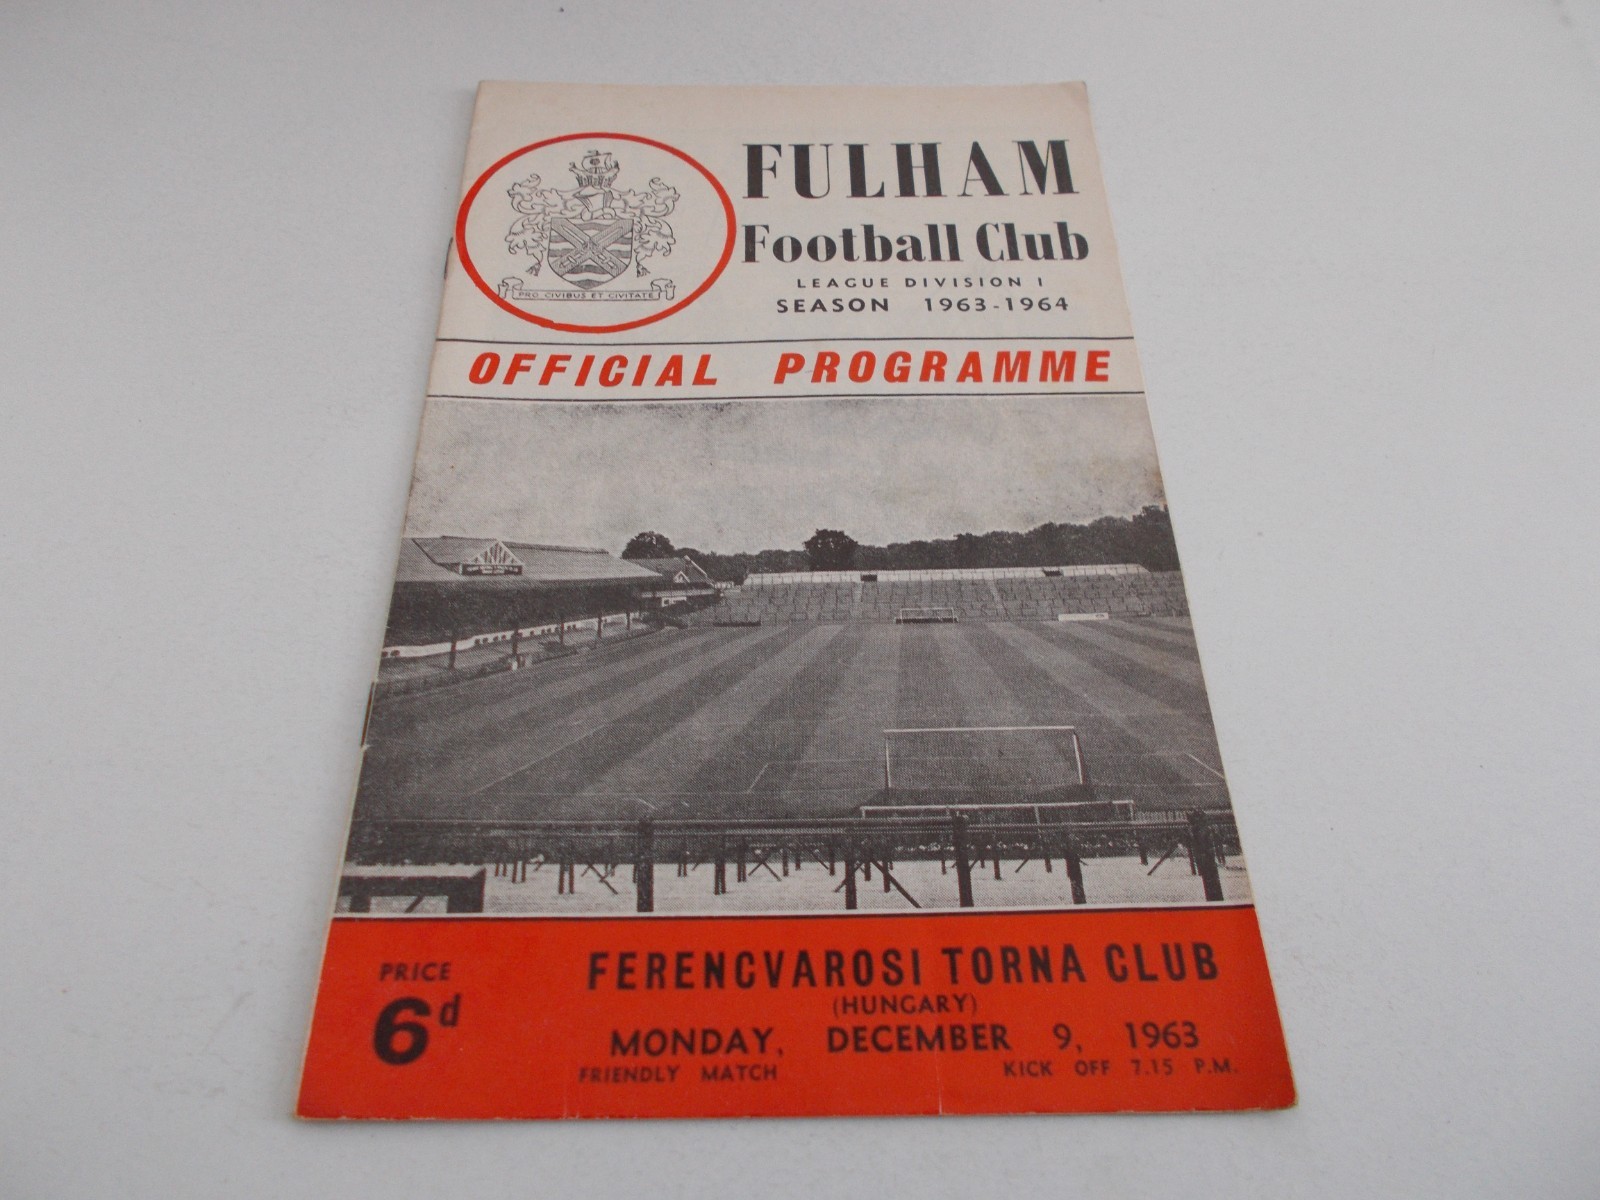 FULHAM
Football Club
LEAGUE DIVISION I
SEASON 1963-1964
PRO CIVIBUS ET CIVITATE
OFFICIAL PROGRAMME
PRICE
6d
FERENCVAROSI TORNA CLUB
(HUNGARY)
MONDAY, DECEMBER 9, 1963
FRIENDLY MATCH KICK OFF 7.15 P.M.